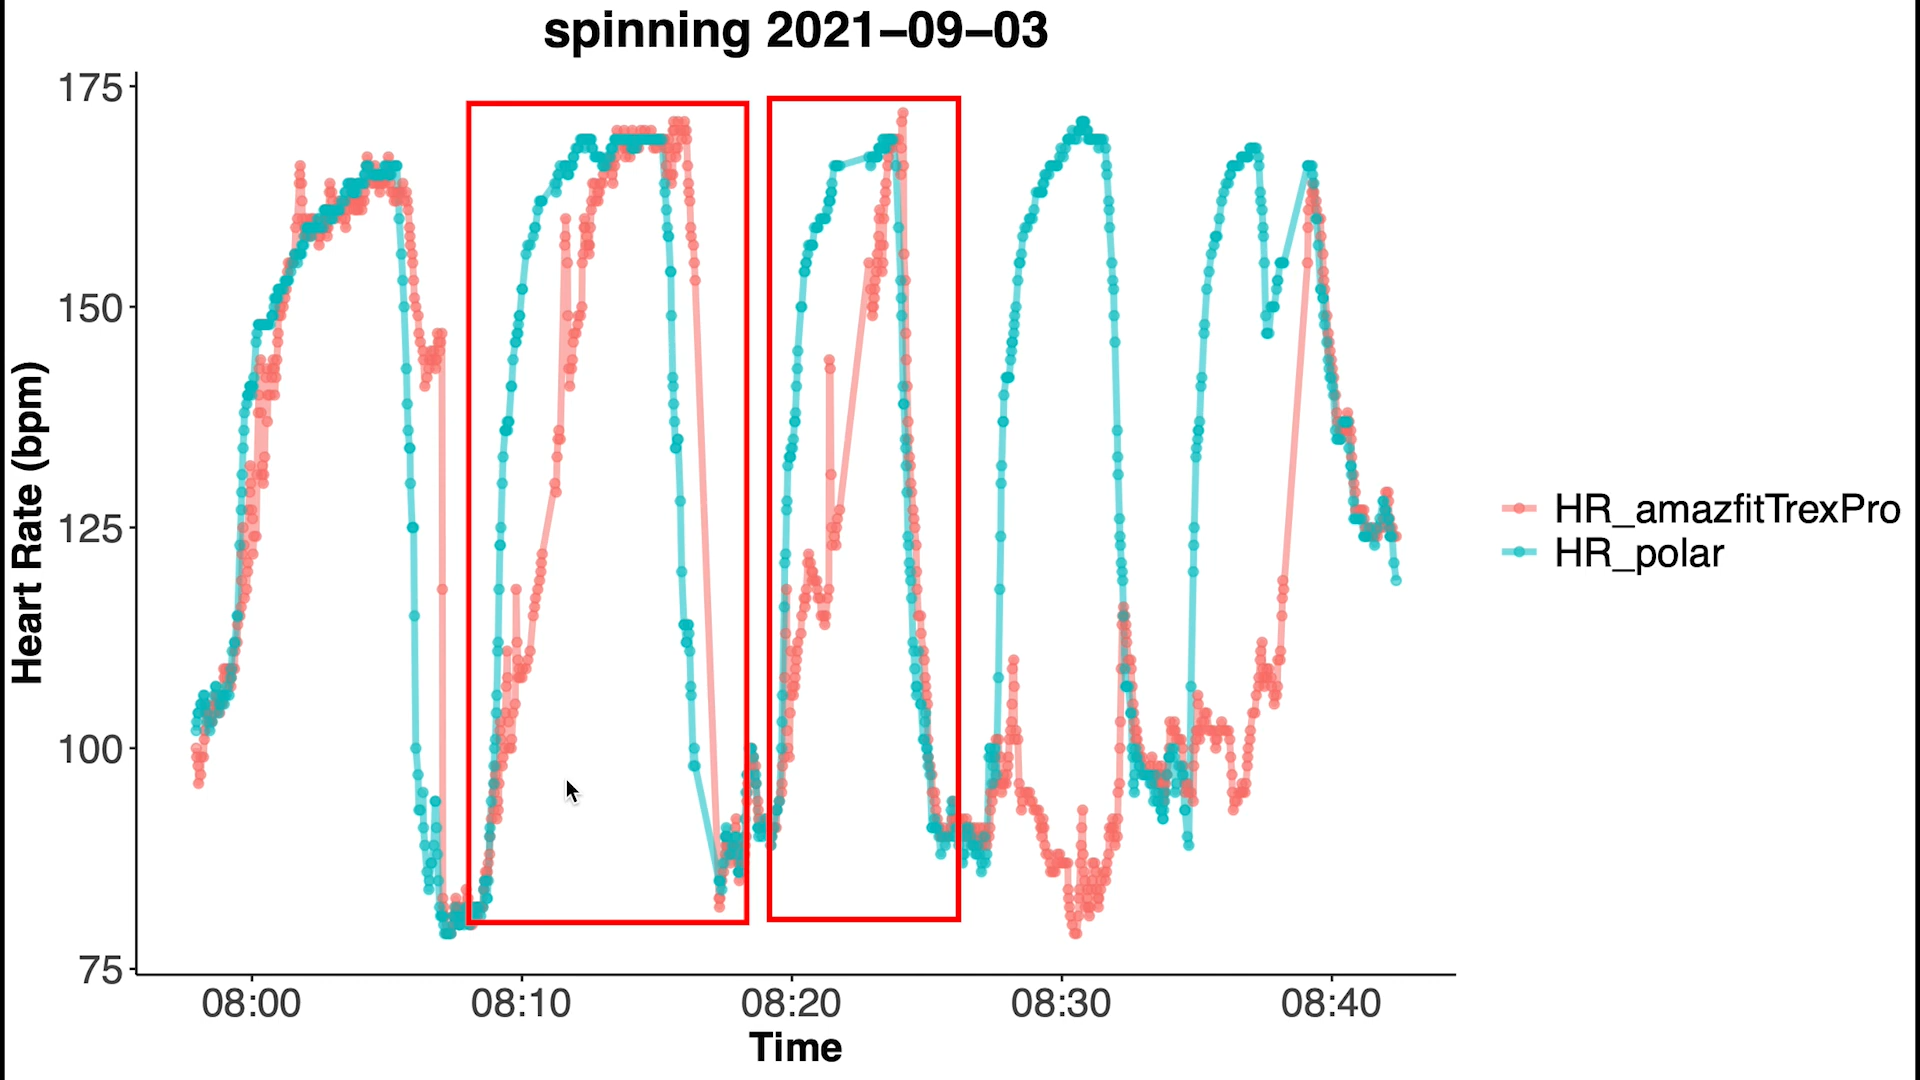 spinning 2021–09–03
175
150
125
100
75
Heart Rate (bpm)
08:00
08:10
08:20
08:30
08:40
Time
HR_amazfitTrexPro
HR_polar